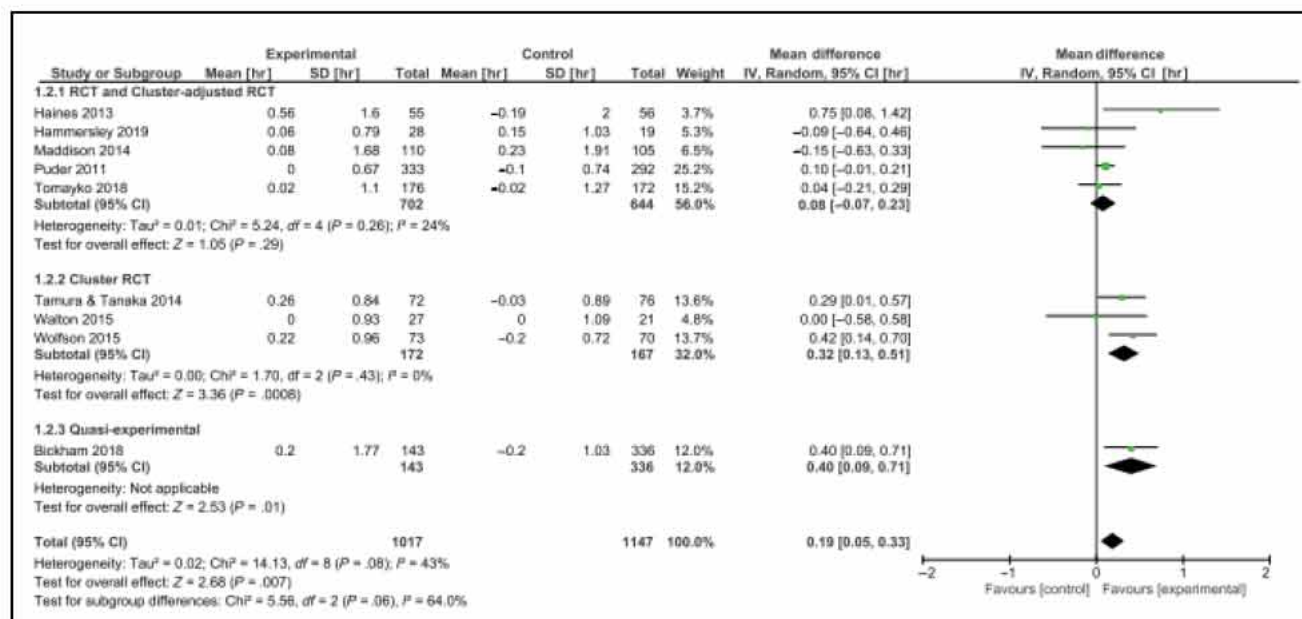 Experimental Control Mean difference Mean difference
Study or Subgroup Mean [hr] SD [hr] Total Mean [hr] SD [hr] Total Weight IV, Random, 95% CI [hr] IV, Random, 95% CI [hr]
1.2.1 RCT and Cluster-adjusted RCT
Haines 2013 0.56 1.6 55 −0.19 2 56 3.7% 0.75 [0.08, 1.42]
Hammersley 2019 0.06 0.79 28 0.15 1.03 19 5.3% −0.09 [−0.64, 0.46]
Maddison 2014 0.08 1.68 110 0.23 1.91 105 6.5% −0.15 [−0.63, 0.33]
Puder 2011 0 0.67 333 −0.1 0.74 292 25.2% 0.10 [−0.01, 0.21]
Tomayko 2018 0.02 1.1 176 −0.02 1.27 172 15.2% 0.04 [−0.21, 0.29]
Subtotal (95% CI) 702 644 56.0% 0.08 [−0.07, 0.23]
Heterogeneity: Tau² = 0.01; Chi² = 5.24, df = 4 (P = 0.26); I² = 24%
Test for overall effect: Z = 1.05 (P = .29)
1.2.2 Cluster RCT
Tamura & Tanaka 2014 0.26 0.84 72 −0.03 0.89 76 13.6% 0.29 [0.01, 0.57]
Walton 2015 0 0.93 27 0 1.09 21 4.8% 0.00 [−0.58, 0.58]
Wolfson 2015 0.22 0.96 73 −0.2 0.72 70 13.7% 0.42 [0.14, 0.70]
Subtotal (95% CI) 172 167 32.0% 0.32 [0.13, 0.51]
Heterogeneity: Tau² = 0.00; Chi² = 1.70, df = 2 (P = .43); I² = 0%
Test for overall effect: Z = 3.36 (P = .0008)
1.2.3 Quasi-experimental
Bickham 2018 0.2 1.77 143 −0.2 1.03 336 12.0% 0.40 [0.09, 0.71]
Subtotal (95% CI) 143 336 12.0% 0.40 [0.09, 0.71]
Heterogeneity: Not applicable
Test for overall effect: Z = 2.53 (P = .01)
Total (95% CI) 1017 1147 100.0% 0.19 [0.05, 0.33]
Heterogeneity: Tau² = 0.02; Chi² = 14.13, df = 8 (P = .08); I² = 43%
Test for overall effect: Z = 2.68 (P = .007)
Test for subgroup differences: Chi² = 5.56, df = 2 (P = .06), I² = 64.0%
−2 −1 0 1 2
Favours [control] Favours [experimental]